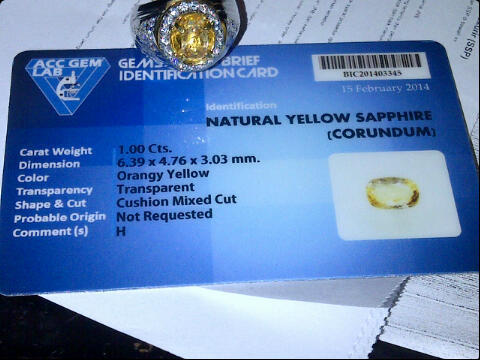 ACC GEM
LAB
GEMS BRIEF
IDENTIFICATION CARD
BIC201403345
15 February 2014
Identification
NATURAL YELLOW SAPPHIRE
(CORUNDUM)
Carat Weight 1.00 Cts.
Dimension 6.39 x 4.76 x 3.03 mm.
Color Orangy Yellow
Transparency Transparent
Shape & Cut Cushion Mixed Cut
Probable Origin Not Requested
Comment (s) H
(SSP)